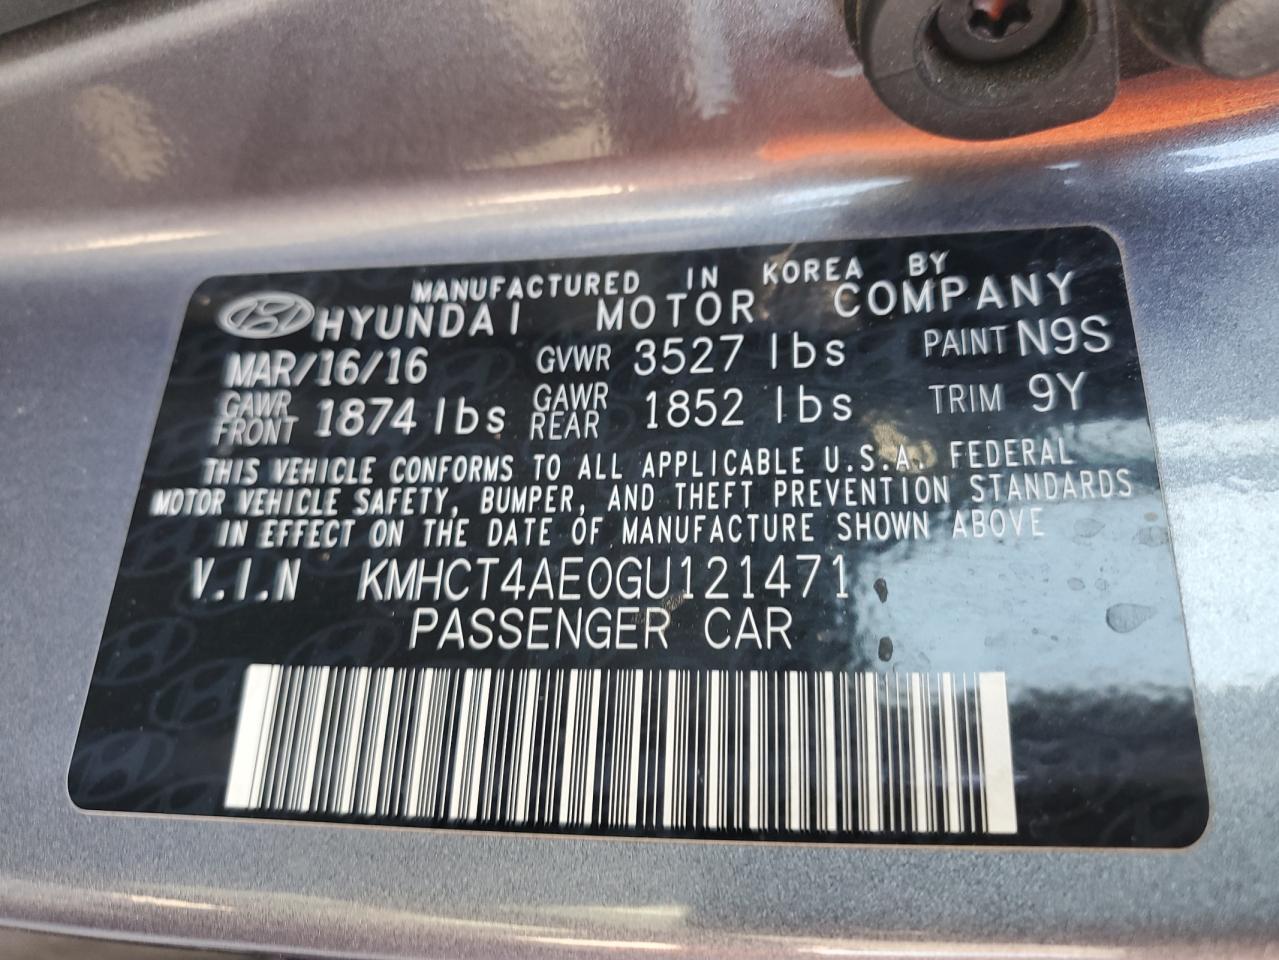 MANUFACTURED IN KOREA BY
HYUNDAI MOTOR COMPANY
MAR/16/16 GVWR 3527 lbs PAINT N9S
GAWR FRONT 1874 lbs GAWR REAR 1852 lbs TRIM 9Y
THIS VEHICLE CONFORMS TO ALL APPLICABLE U.S.A. FEDERAL
MOTOR VEHICLE SAFETY, BUMPER, AND THEFT PREVENTION STANDARDS
IN EFFECT ON THE DATE OF MANUFACTURE SHOWN ABOVE
V.I.N KMHCT4AE0GU121471
PASSENGER CAR